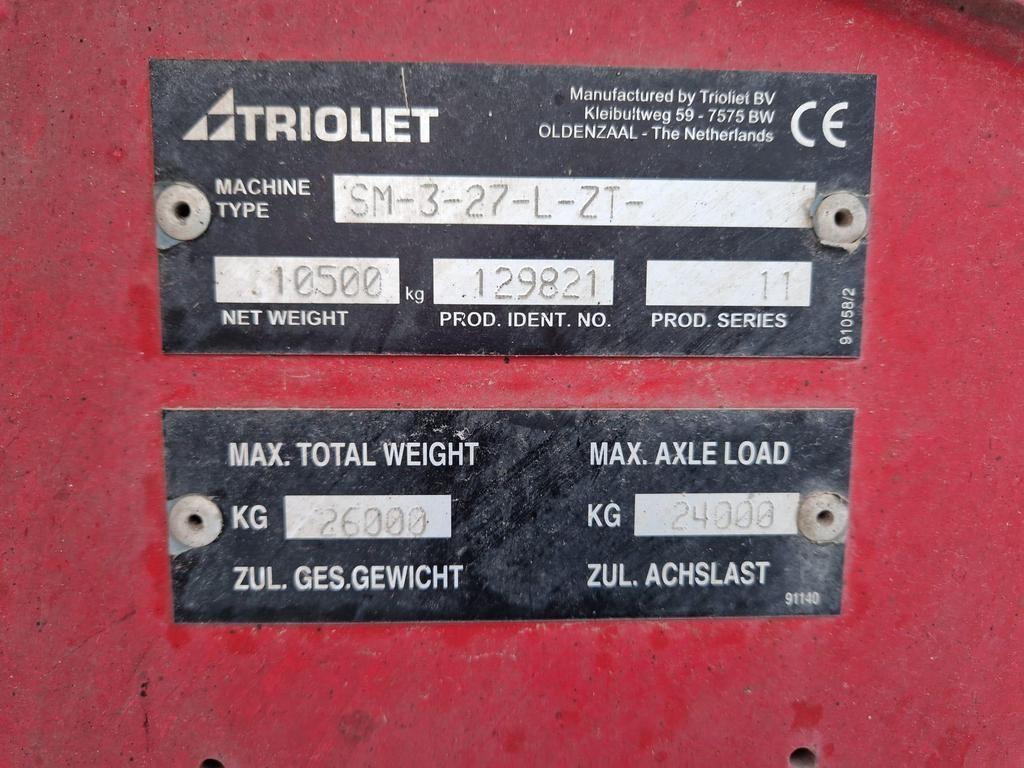 TRIOLIET
Manufactured by Trioliet BV
Kleibultweg 59 - 7575 BW
OLDENZAAL - The Netherlands
CE
MACHINE
TYPE
SM-3-27-L-ZT-
10500 kg
NET WEIGHT
129821
PROD. IDENT. NO.
11
PROD. SERIES
91058/2
MAX. TOTAL WEIGHT
KG 26000
ZUL. GES.GEWICHT
MAX. AXLE LOAD
KG 24000
ZUL. ACHSLAST
91140